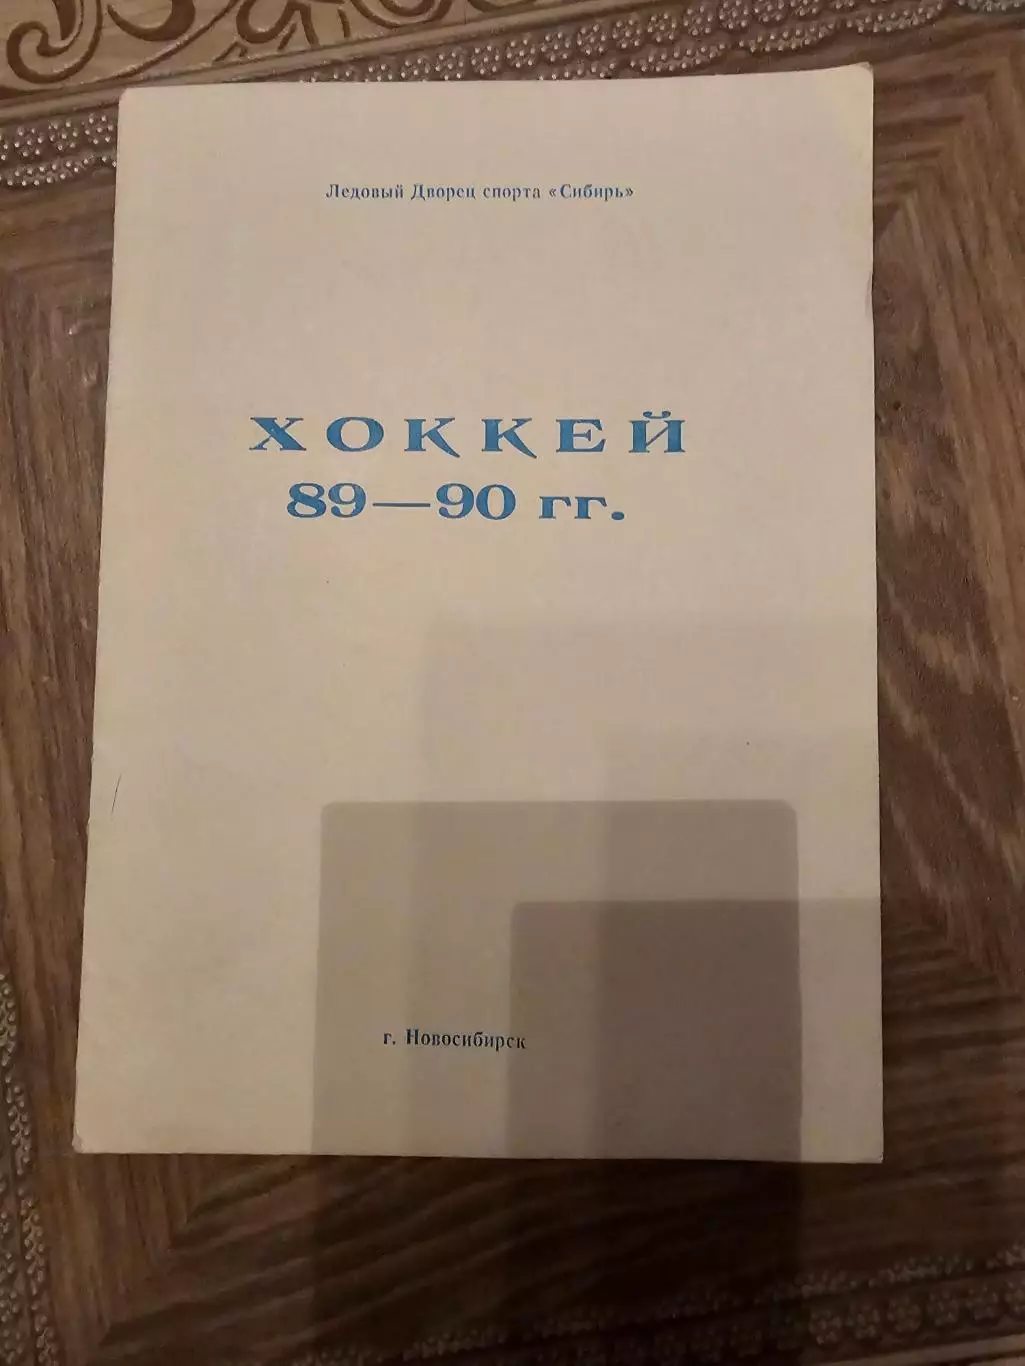 Ледовый Дворец спорта «Сибирь»
ХОККЕЙ
89—90 гг.
г. Новосибирск